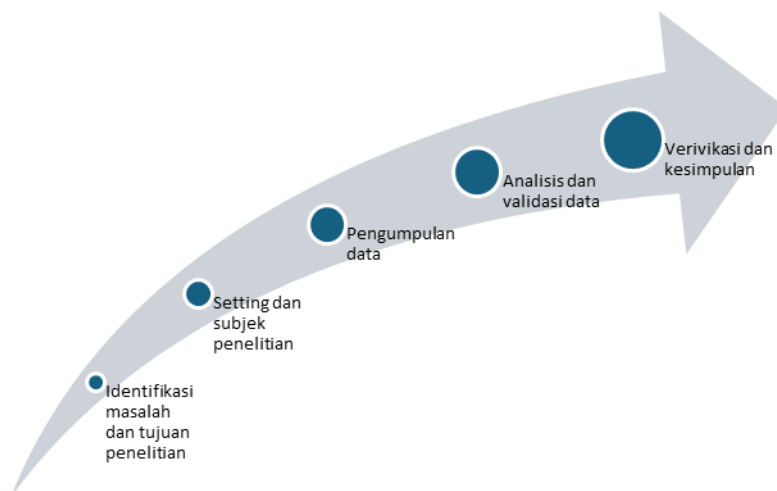 Identifikasi
masalah
dan tujuan
penelitian
Setting dan
subjek
penelitian
Pengumpulan
data
Analisis dan
validasi data
Verivikasi dan
kesimpulan